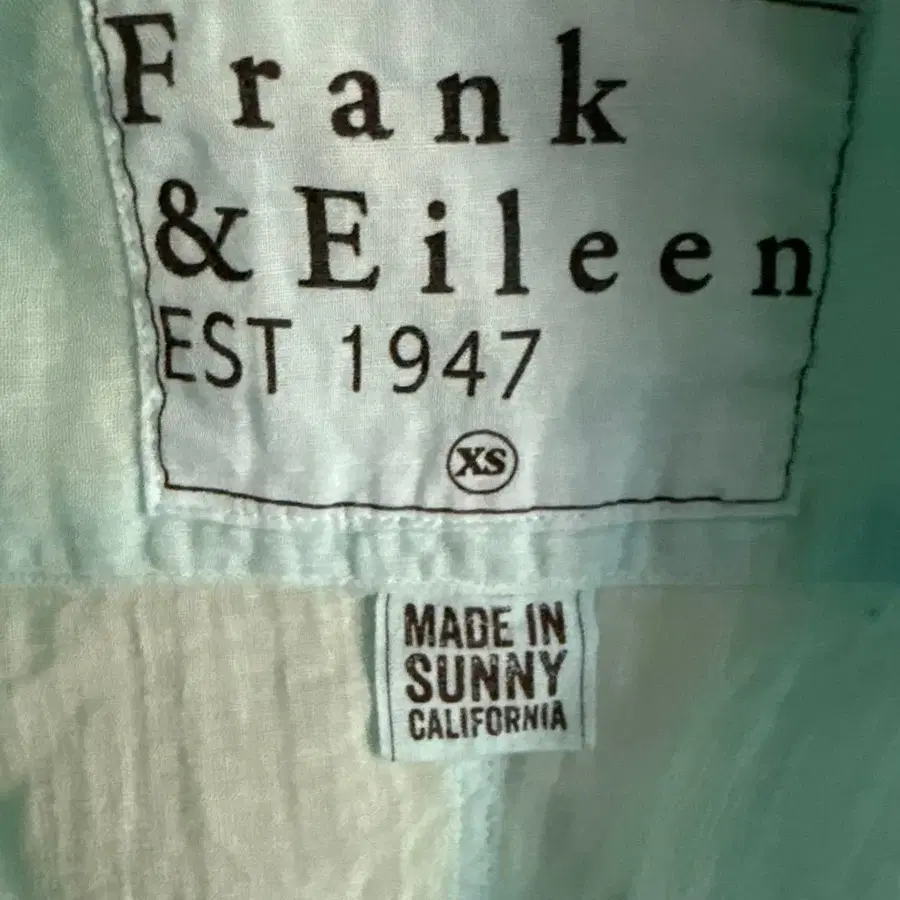 Frank
& Eileen
EST 1947
XS
MADE IN
SUNNY
CALIFORNIA